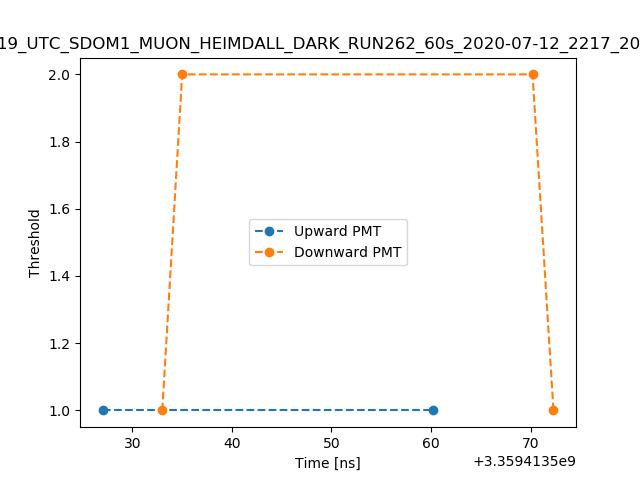 19_UTC_SDOM1_MUON_HEIMDALL_DARK_RUN262_60s_2020-07-12_2217_20
2.0
1.8
1.6
1.4
1.2
1.0
Threshold
Upward PMT
Downward PMT
30
40
50
60
70
Time [ns]
+3.3594135e9